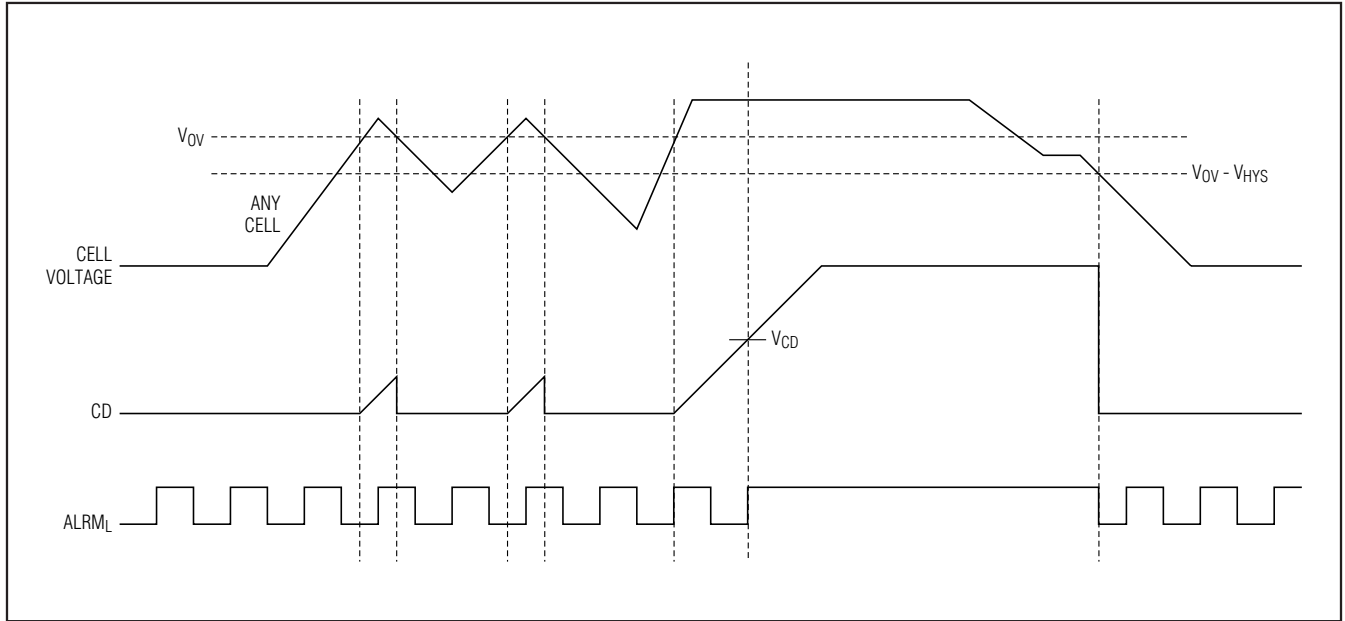 V_OV
V_OV - V_HYS
ANY
CELL
CELL
VOLTAGE
V_CD
CD
ALRM_L